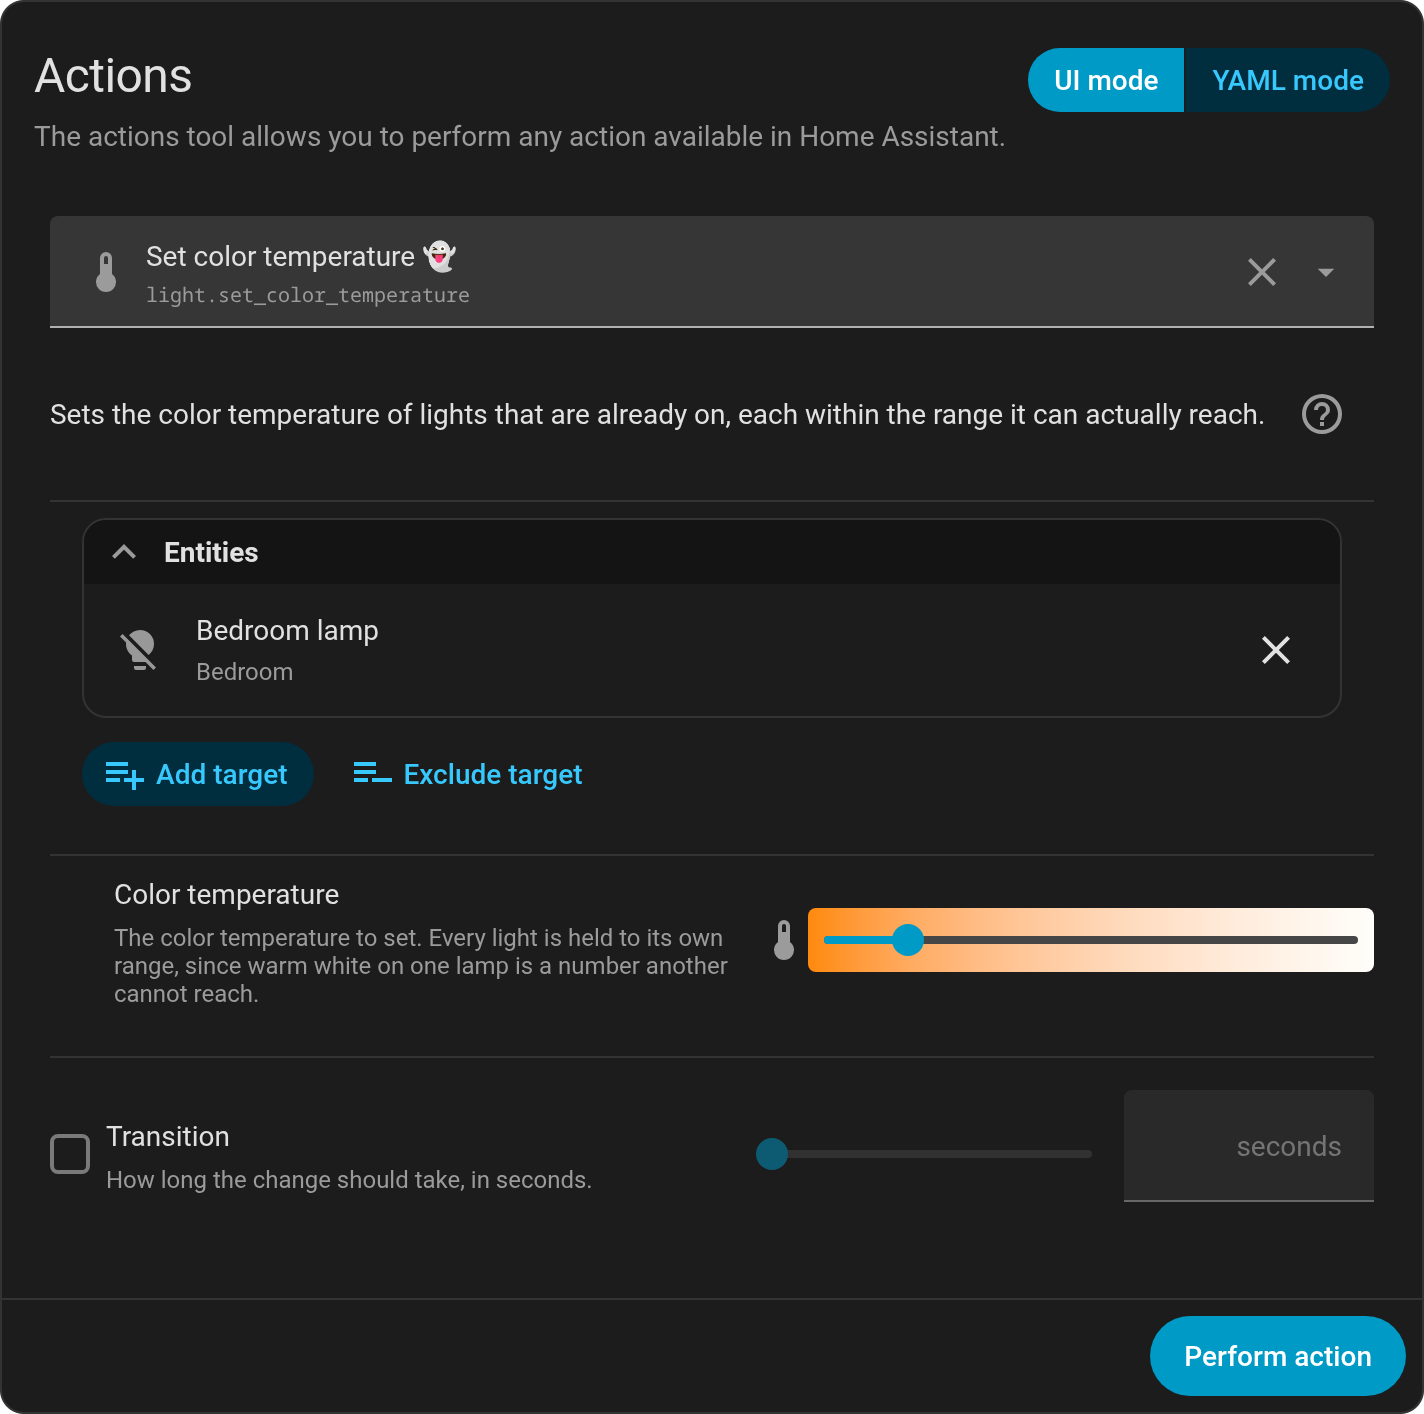 Actions
UI mode
YAML mode
The actions tool allows you to perform any action available in Home Assistant.
Set color temperature 👻
light.set_color_temperature
Sets the color temperature of lights that are already on, each within the range it can actually reach.
Entities
Bedroom lamp
Bedroom
Add target
Exclude target
Color temperature
The color temperature to set. Every light is held to its own
range, since warm white on one lamp is a number another
cannot reach.
Transition
How long the change should take, in seconds.
seconds
Perform action